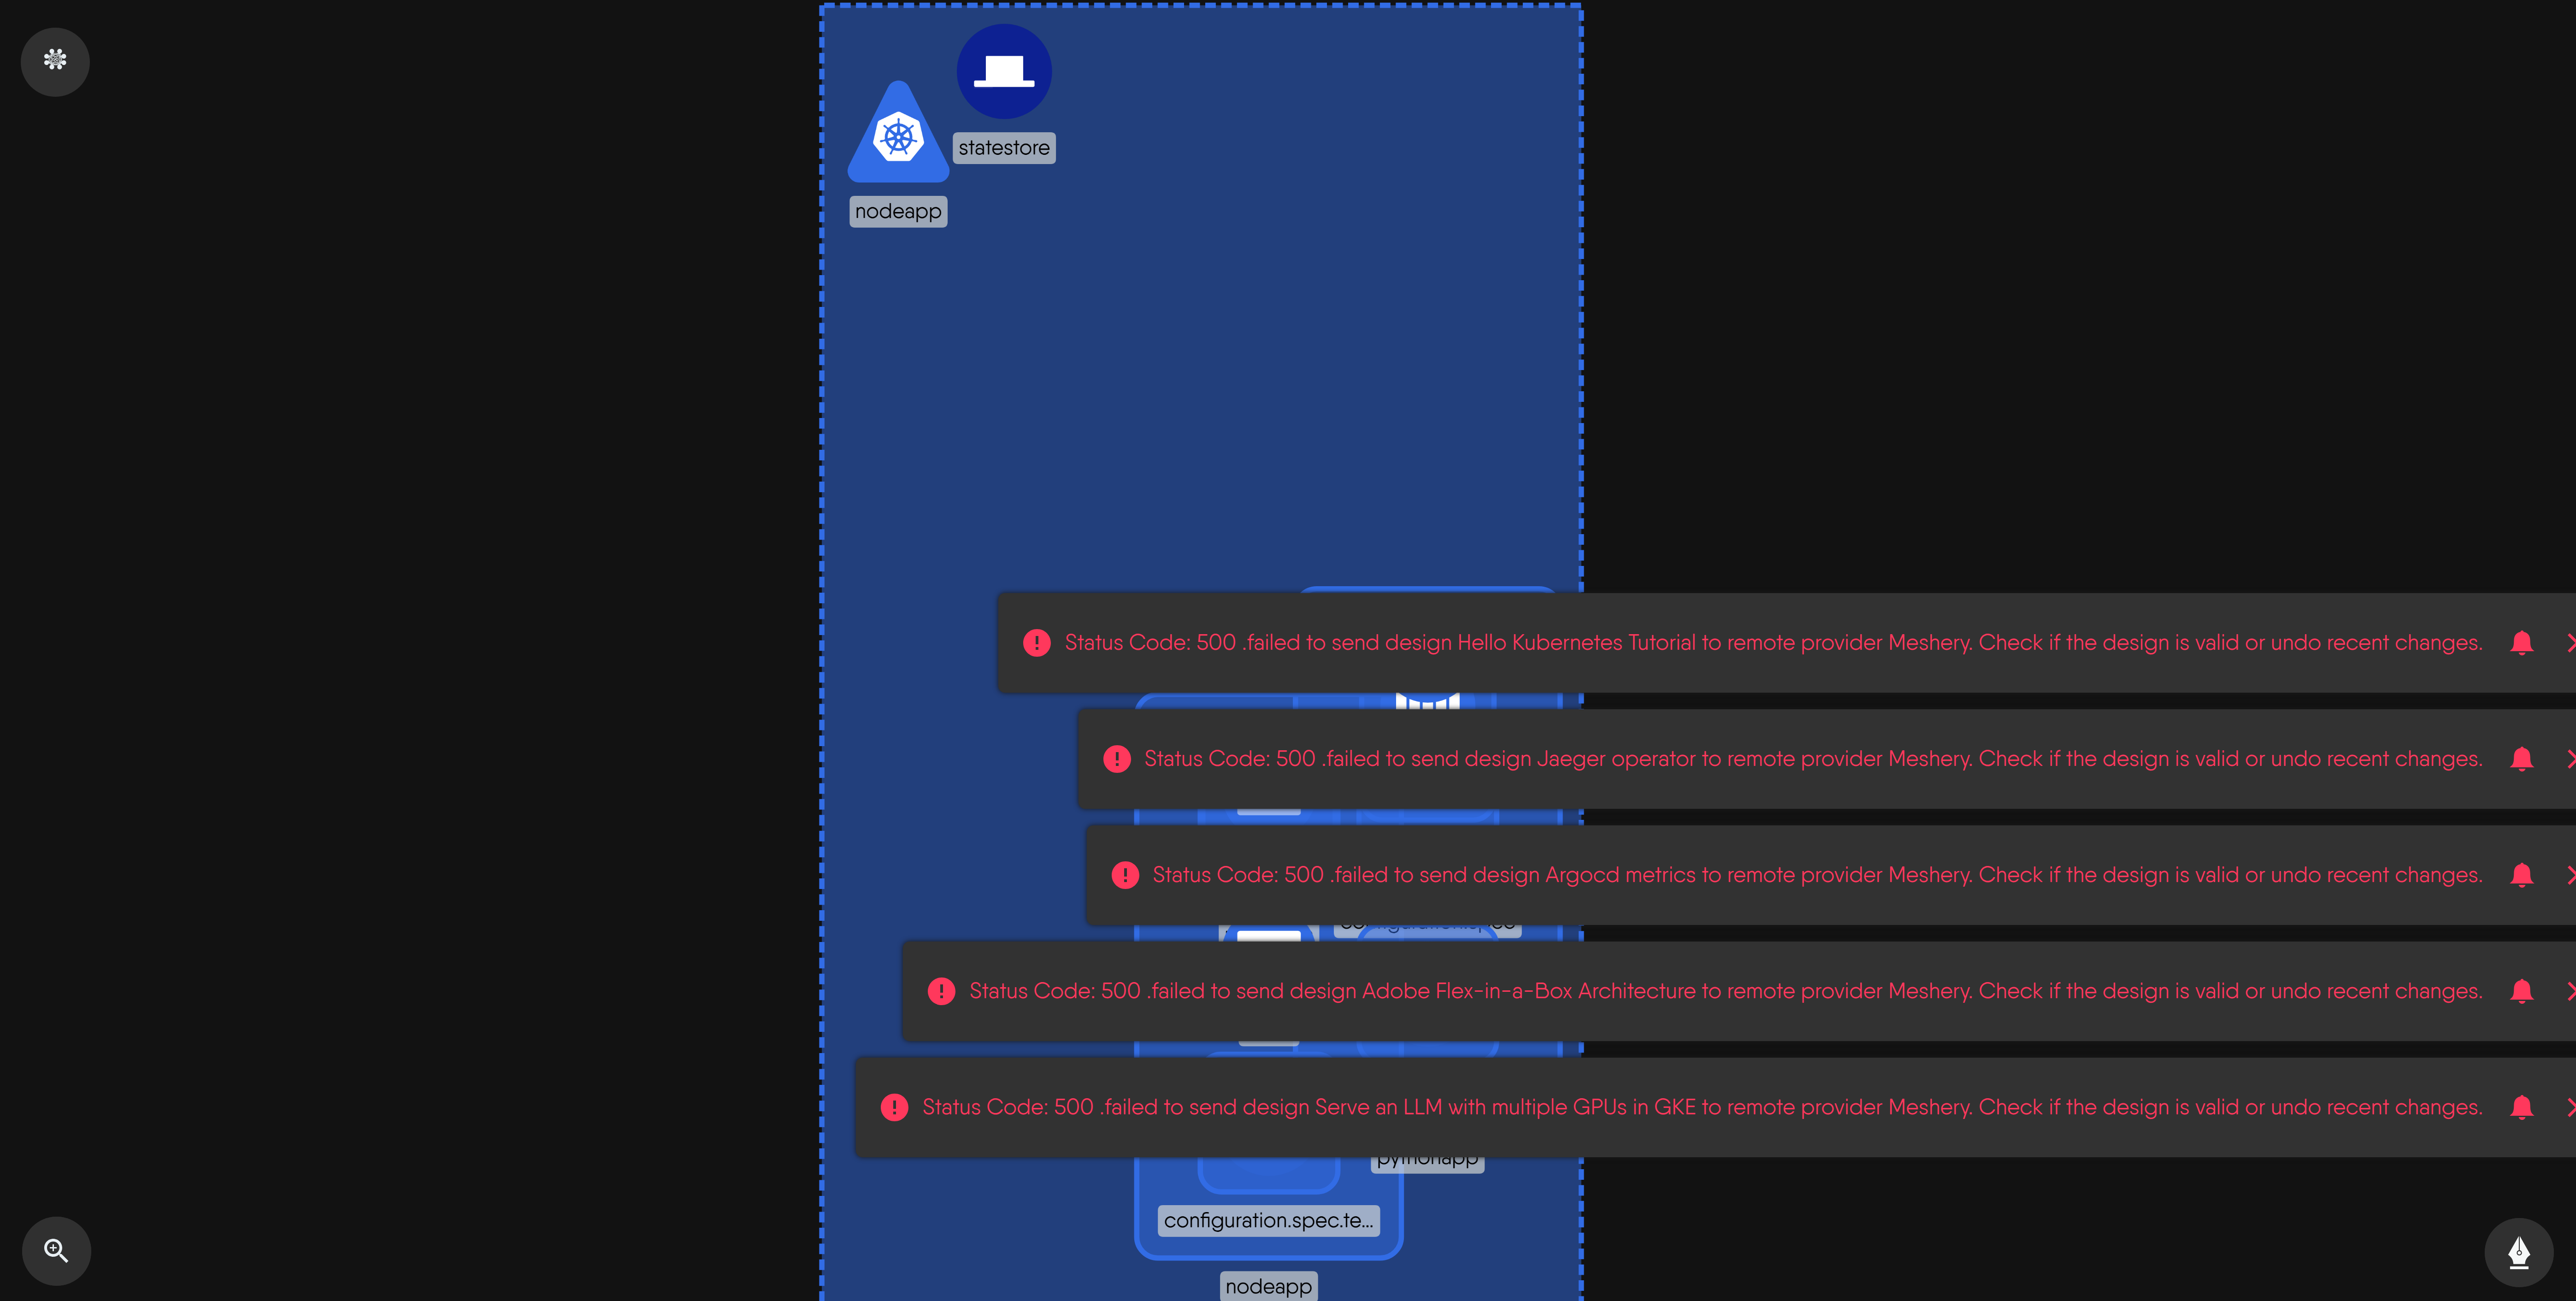 statestore
nodeapp
Status Code: 500 .failed to send design Hello Kubernetes Tutorial to remote provider Meshery. Check if the design is valid or undo recent changes.
Status Code: 500 .failed to send design Jaeger operator to remote provider Meshery. Check if the design is valid or undo recent changes.
Status Code: 500 .failed to send design Argocd metrics to remote provider Meshery. Check if the design is valid or undo recent changes.
Status Code: 500 .failed to send design Adobe Flex-in-a-Box Architecture to remote provider Meshery. Check if the design is valid or undo recent changes.
Status Code: 500 .failed to send design Serve an LLM with multiple GPUs in GKE to remote provider Meshery. Check if the design is valid or undo recent changes.
pythonapp
configuration.spec.te...
nodeapp